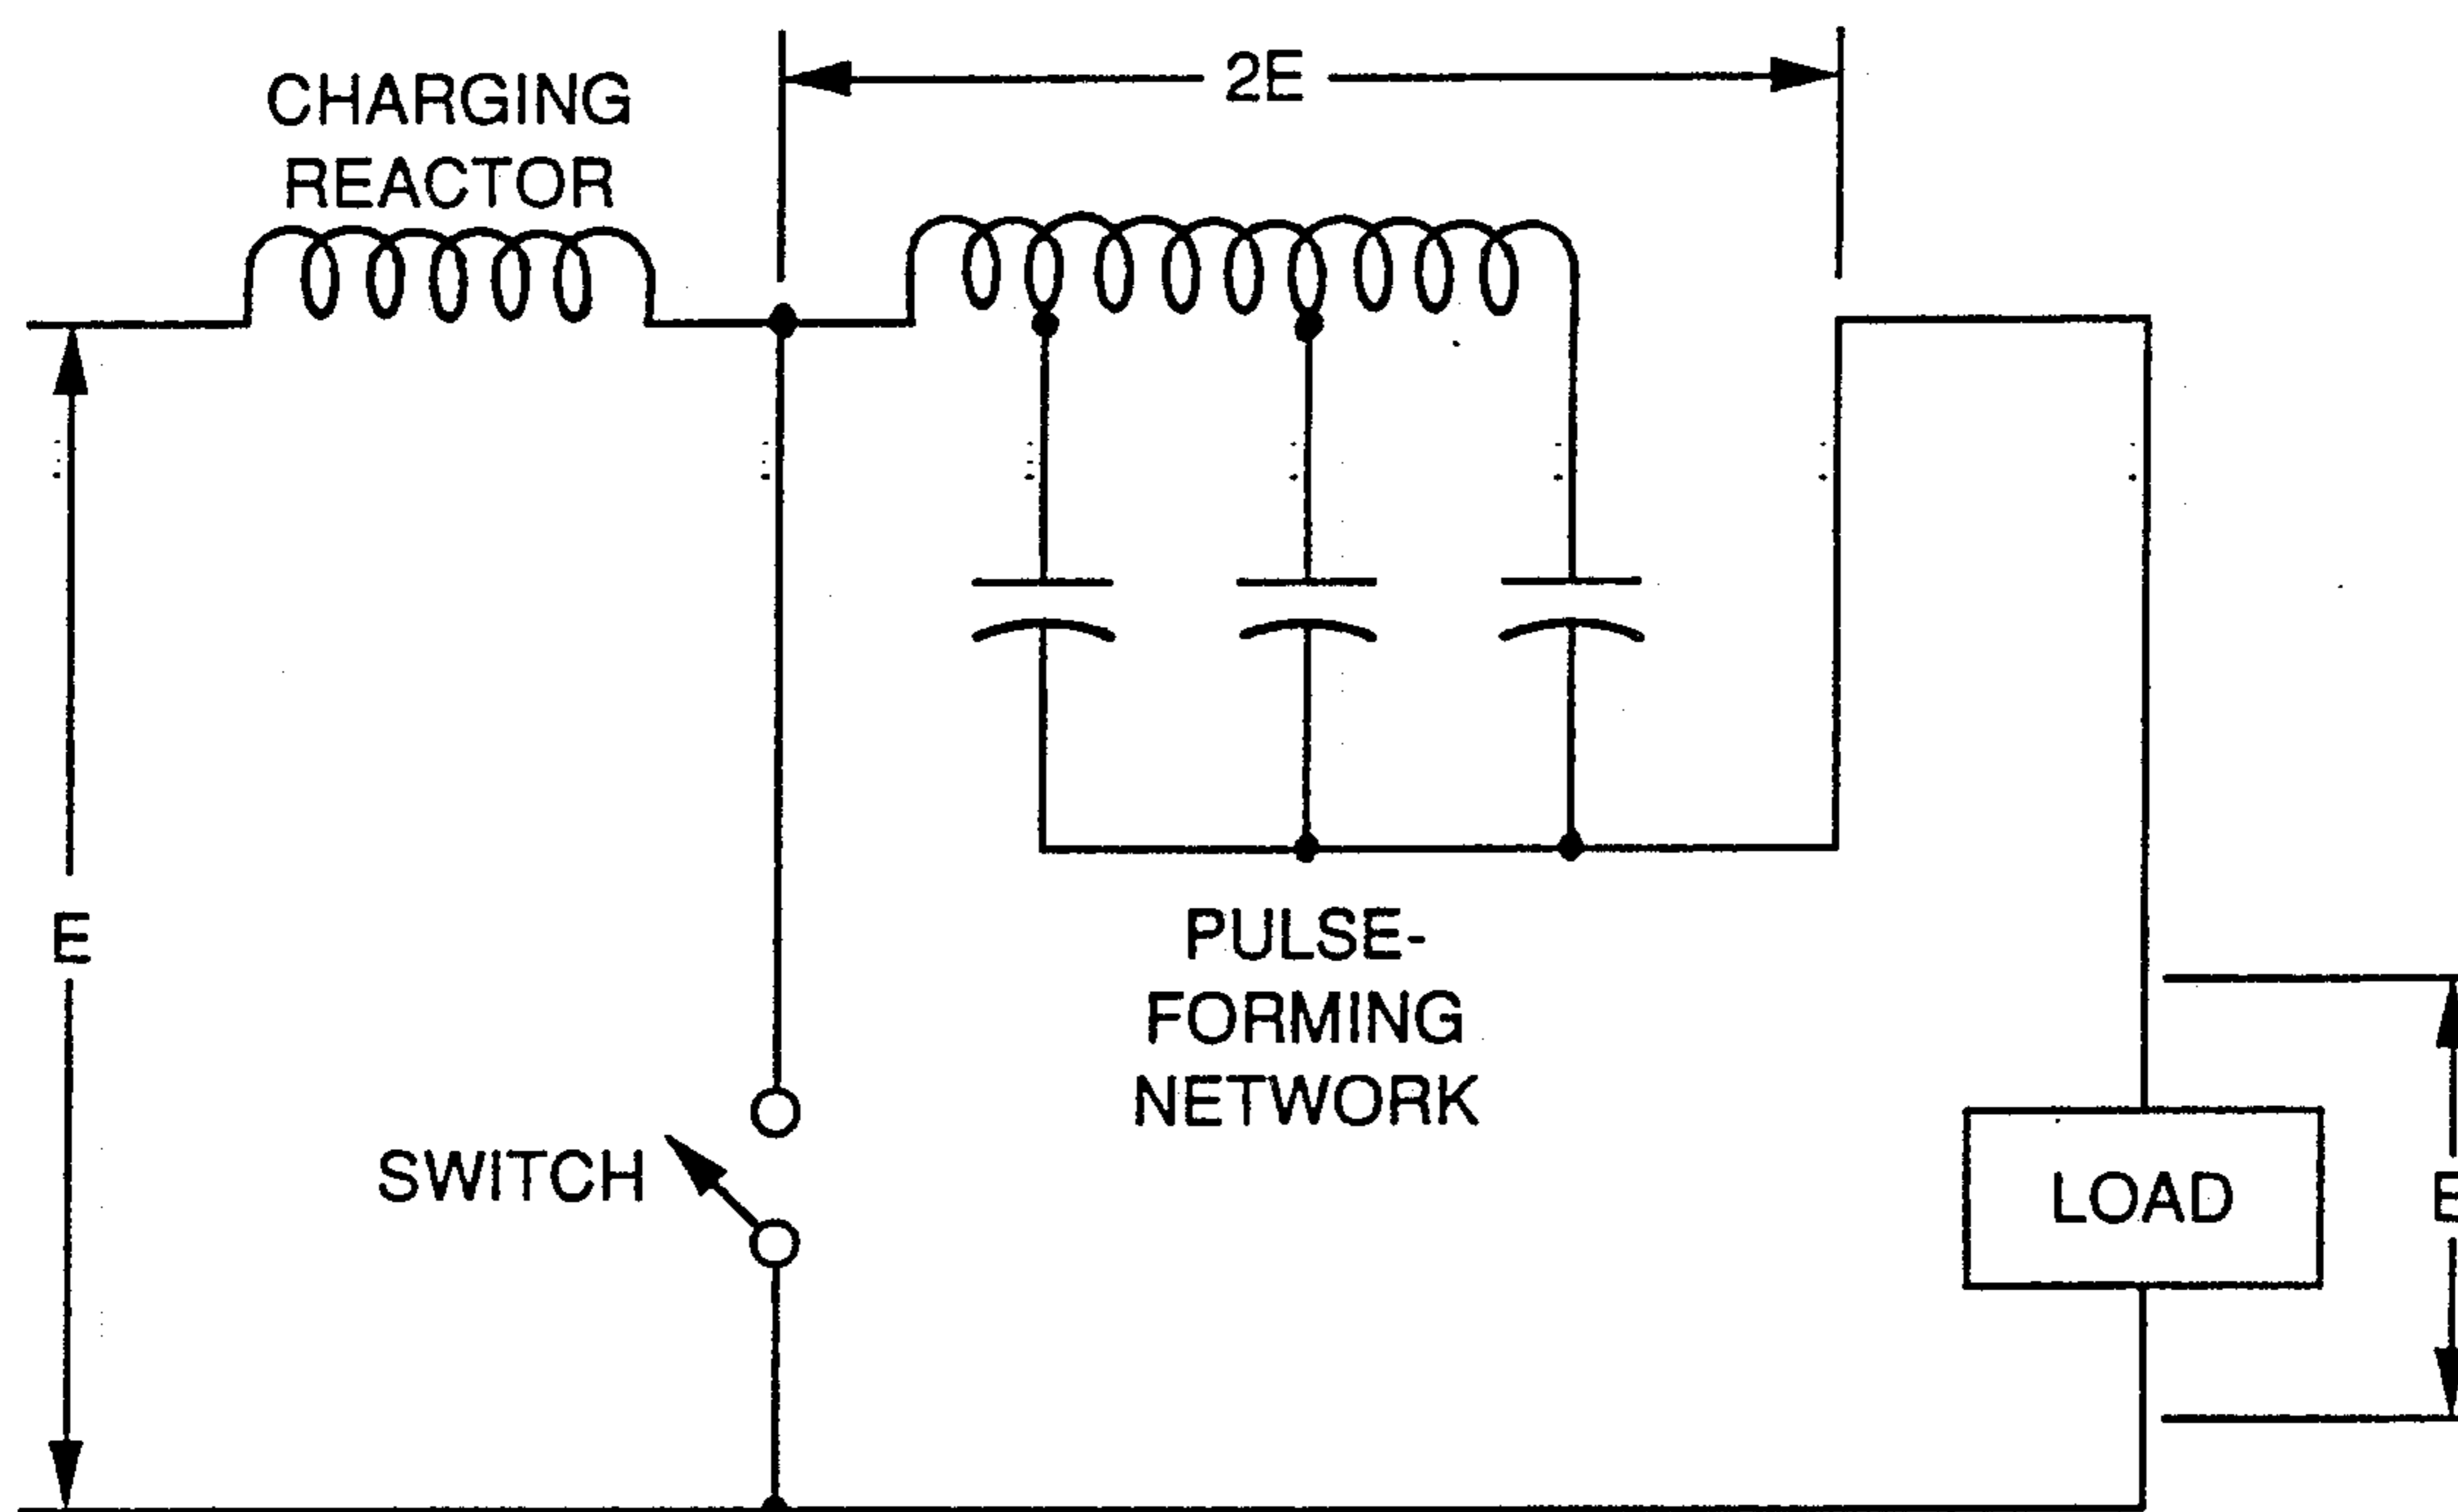 CHARGING
REACTOR
2E
E
PULSE-
FORMING
NETWORK
SWITCH
LOAD
E